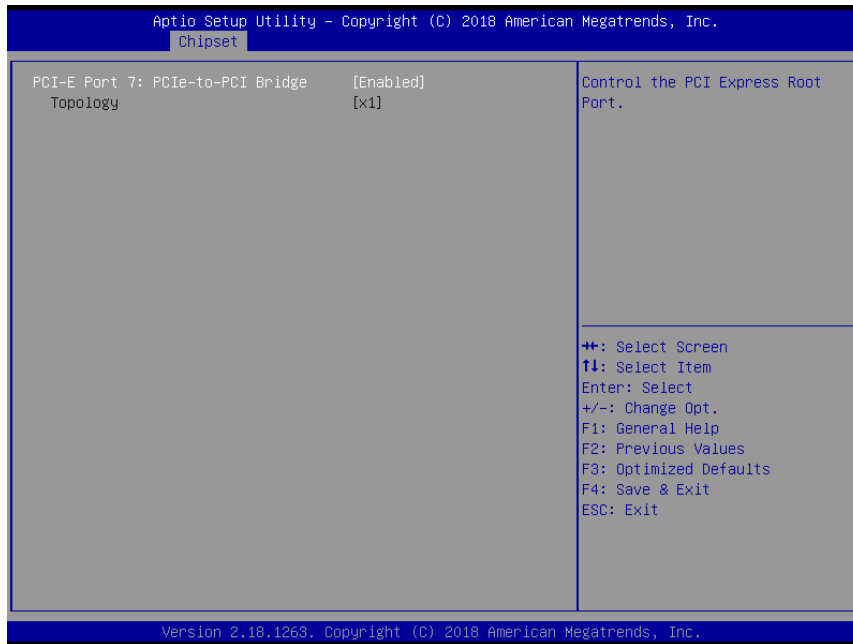 Aptio Setup Utility – Copyright (C) 2018 American Megatrends, Inc.
Chipset
PCI-E Port 7: PCIe-to-PCI Bridge [Enabled]
Topology [x1]
Control the PCI Express Root
Port.
→←: Select Screen
↑↓: Select Item
Enter: Select
+/-: Change Opt.
F1: General Help
F2: Previous Values
F3: Optimized Defaults
F4: Save & Exit
ESC: Exit
Version 2.18.1263. Copyright (C) 2018 American Megatrends, Inc.